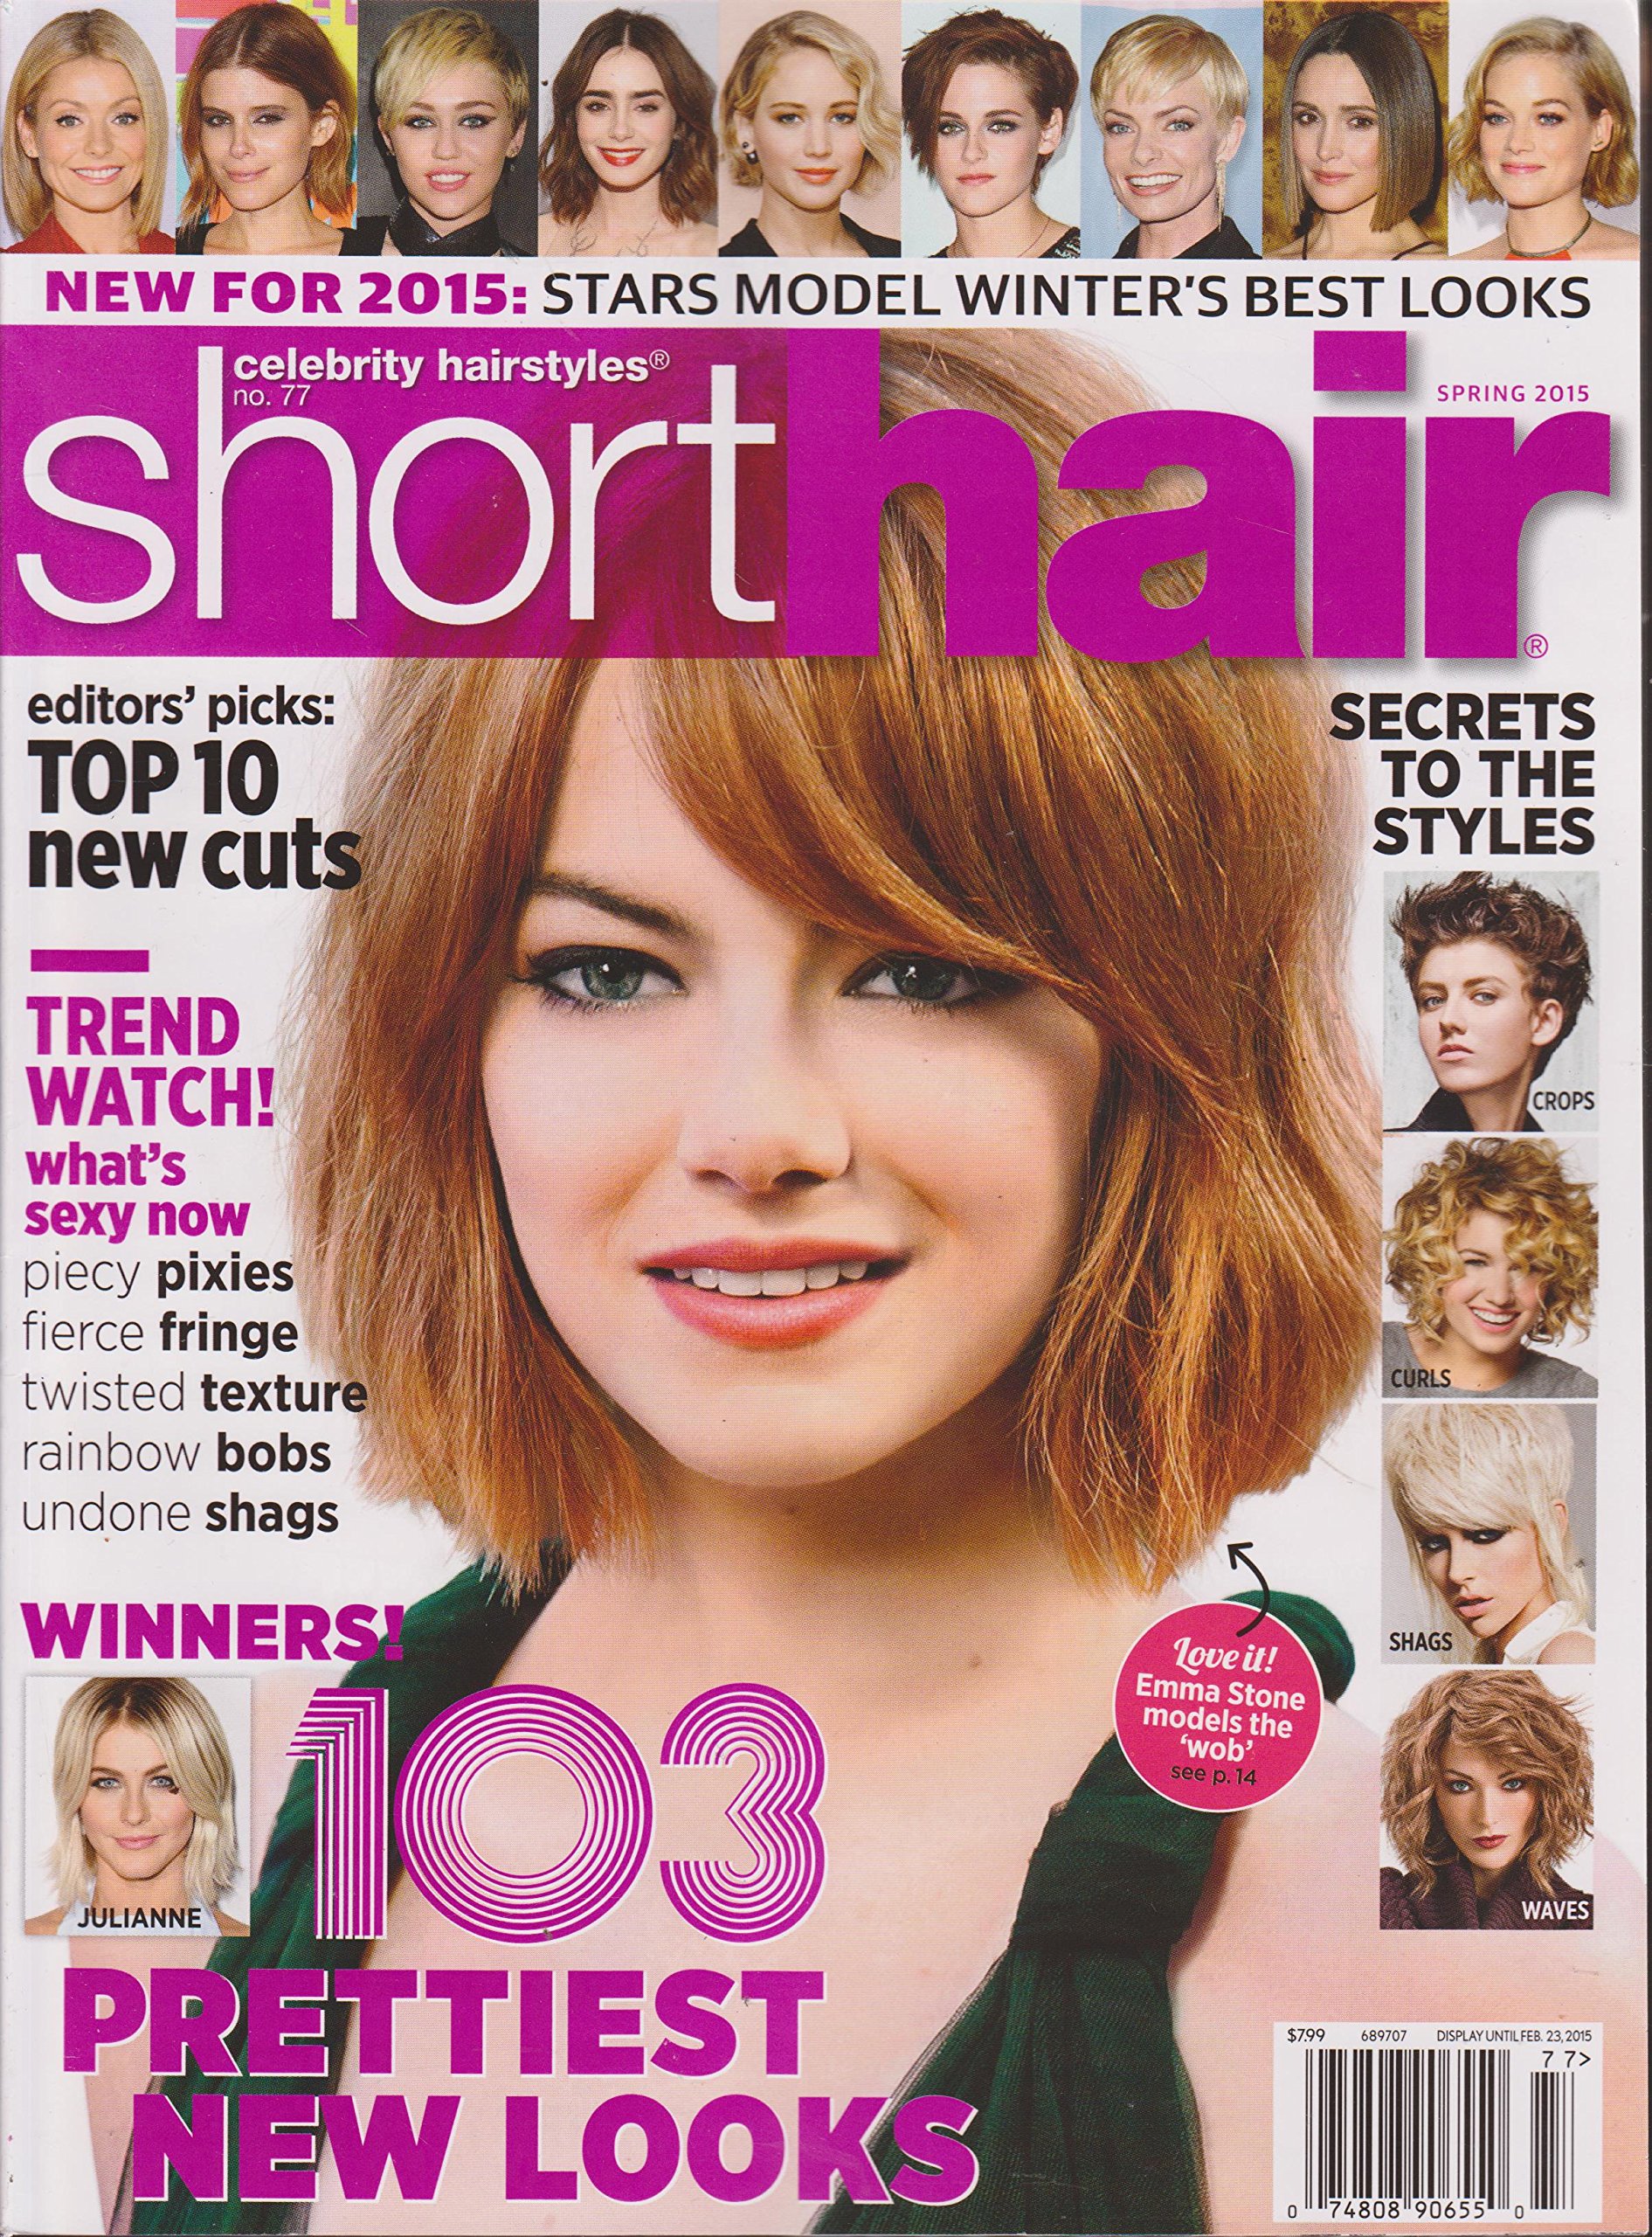 NEW FOR 2015: STARS MODEL WINTER'S BEST LOOKS
celebrity hairstyles®
no. 77
SPRING 2015
shorthair®
editors' picks:
TOP 10
new cuts
TREND
WATCH!
what's
sexy now
piecy pixies
fierce fringe
twisted texture
rainbow bobs
undone shags
WINNERS!
JULIANNE
103
PRETTIEST
NEW LOOKS
SECRETS
TO THE
STYLES
CROPS
CURLS
SHAGS
WAVES
Love it!
Emma Stone
models the
'wob'
see p. 14
$7.99 689707 DISPLAY UNTIL FEB. 23, 2015
7 7>
0 74808 90655 0